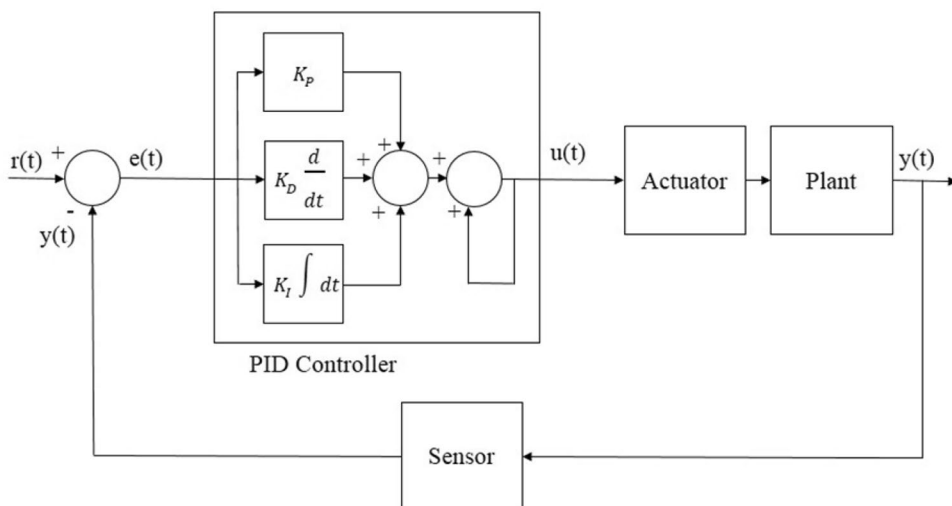 K_P
+
+
r(t)
e(t)
K_D d/dt
+
+
+
+
u(t)
Actuator
Plant
y(t)
-
y(t)
K_I ∫ dt
PID Controller
Sensor